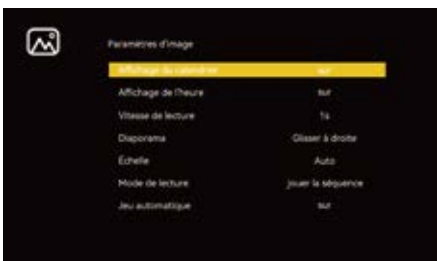 Paramètres d'image
Affichage du calendrier sur
Affichage de l'heure sur
Vitesse de lecture 1s
Diaporama Glisser à droite
Echelle Auto
Mode de lecture jouer la séquence
Jeu automatique sur